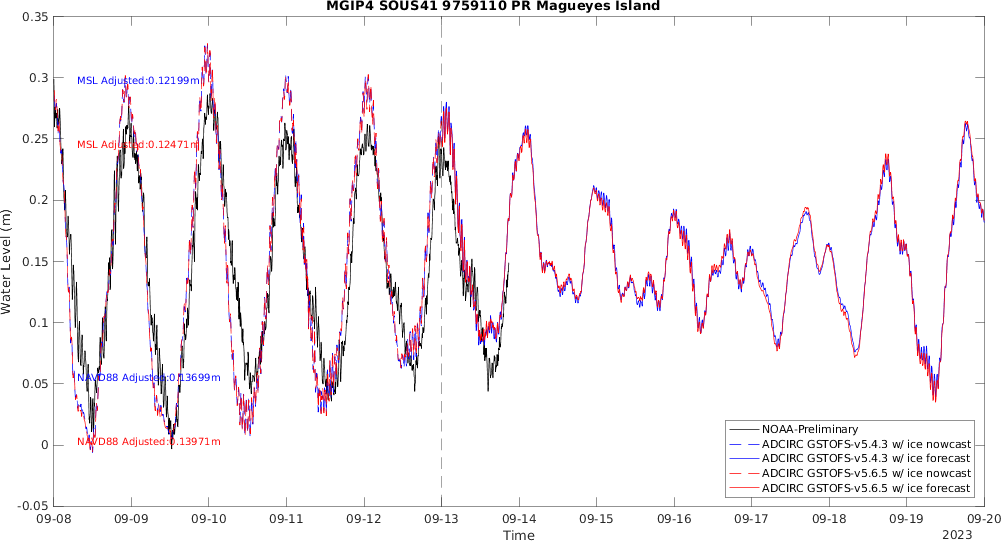 MGIP4 SOUS41 9759110 PR Magueyes Island
0.35
0.3
0.25
0.2
0.15
0.1
0.05
0
-0.05
Water Level (m)
MSL Adjusted:0.12199m
MSL Adjusted:0.12471m
NAVD88 Adjusted:0.13699m
NAVD88 Adjusted:0.13971m
NOAA-Preliminary
ADCIRC GSTOFS-v5.4.3 w/ ice nowcast
ADCIRC GSTOFS-v5.4.3 w/ ice forecast
ADCIRC GSTOFS-v5.6.5 w/ ice nowcast
ADCIRC GSTOFS-v5.6.5 w/ ice forecast
09-08 09-09 09-10 09-11 09-12 09-13 09-14 09-15 09-16 09-17 09-18 09-19 09-20
Time
2023